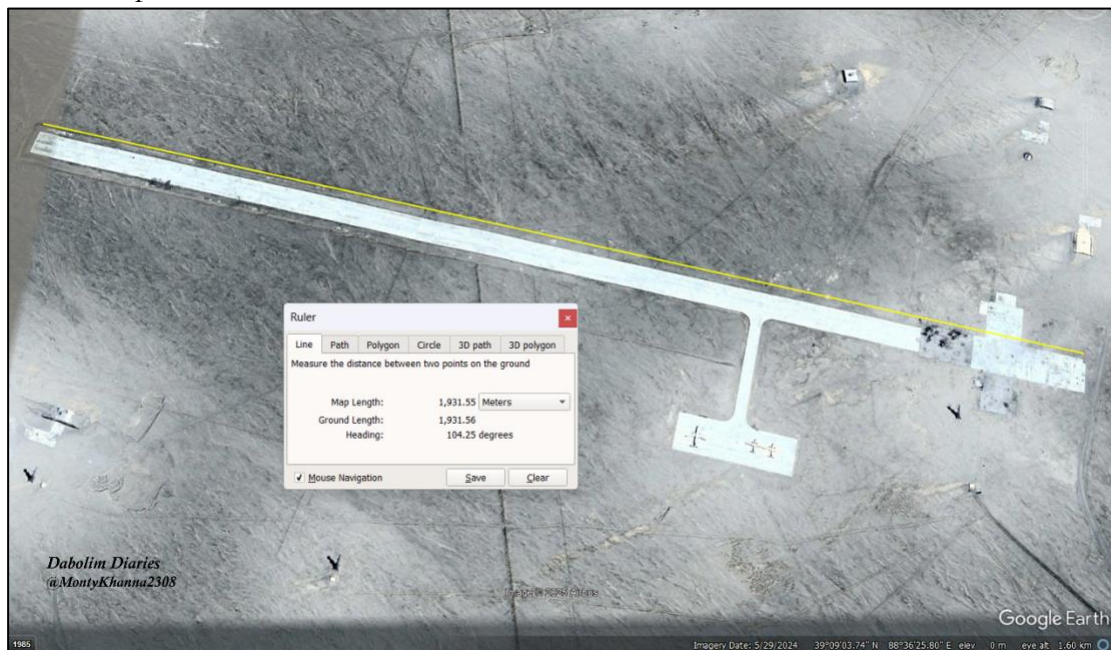 Ruler
Line Path Polygon Circle 3D path 3D polygon
Measure the distance between two points on the ground
Map Length: 1,931.55 Meters
Ground Length: 1,931.56
Heading: 104.25 degrees
Mouse Navigation Save Clear
Dabolim Diaries
@MontyKhanna2308
Image © 2025 Airbus
Google Earth
1985 Imagery Date: 5/29/2024 39°09'03.74" N 88°36'25.80" E elev 0 m eye alt 1.60 km